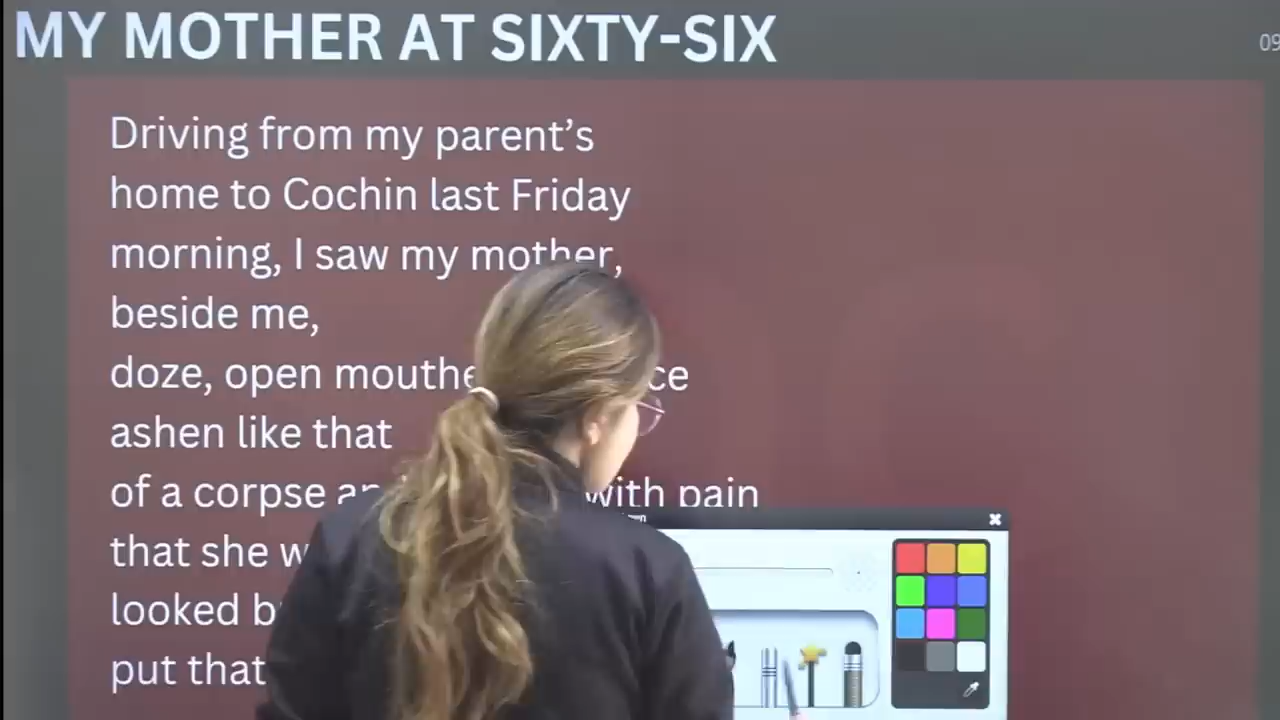 MY MOTHER AT SIXTY-SIX
09
Driving from my parent’s
home to Cochin last Friday
morning, I saw my mother,
beside me,
doze, open
ashen like that
of a corpse with pain
that she
looked
put that